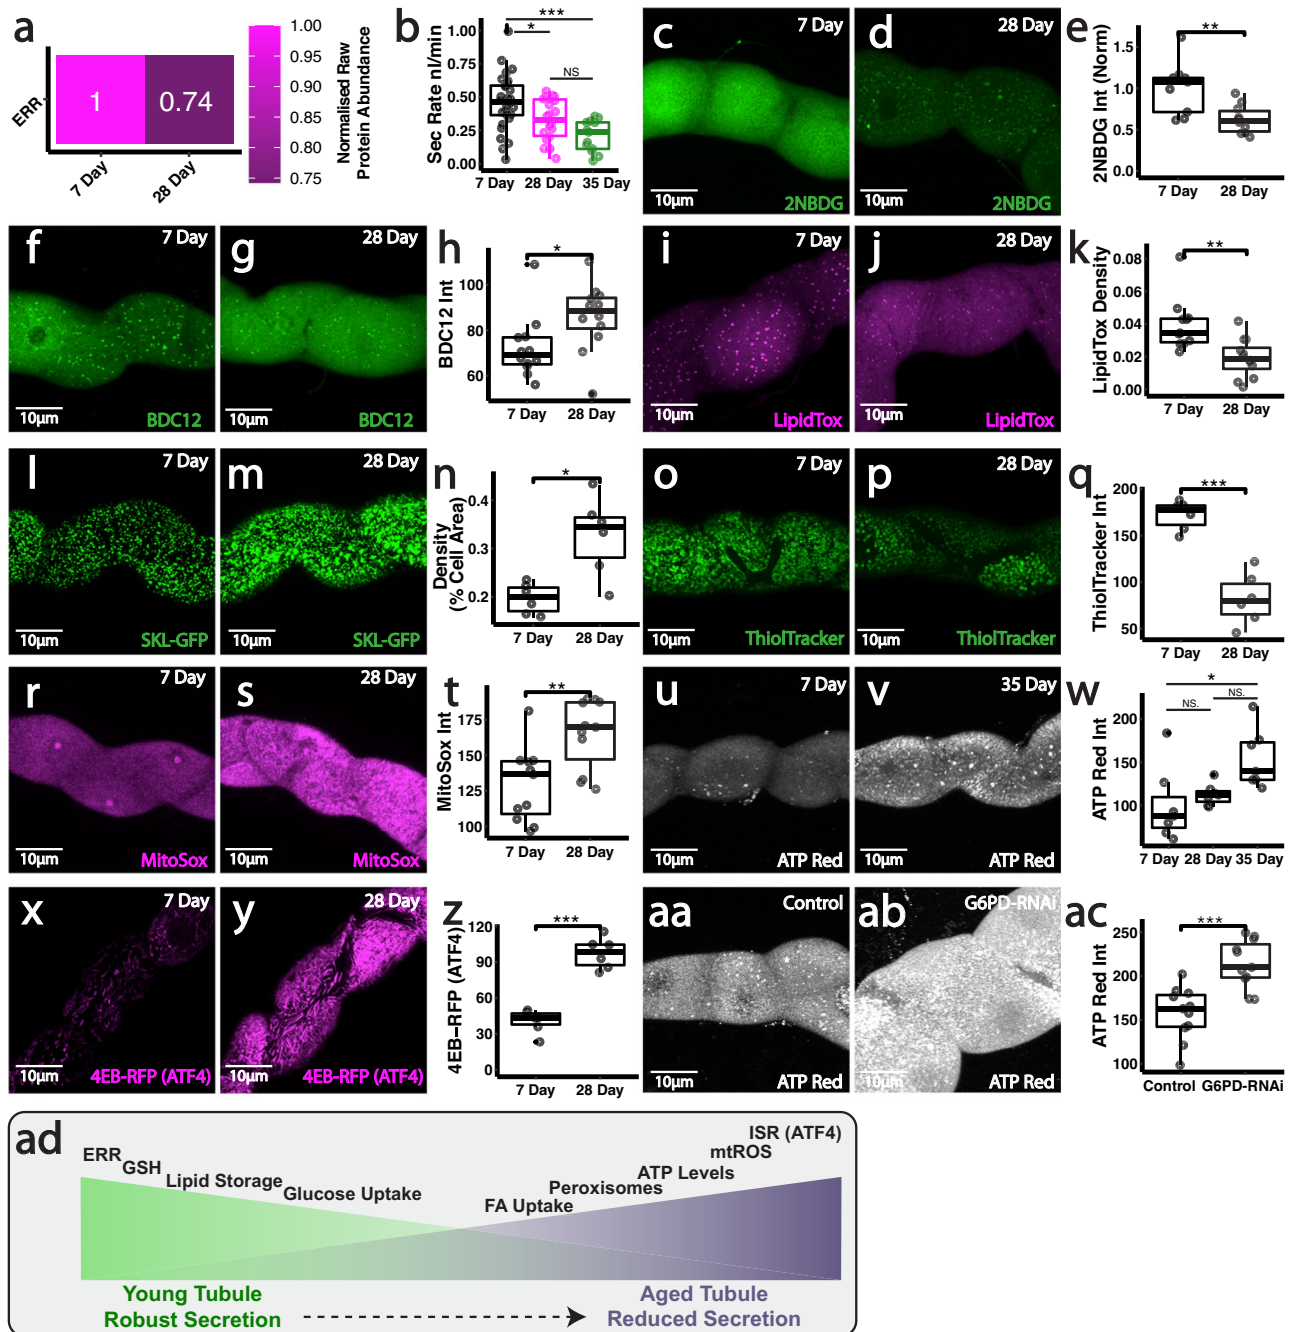 a
ERR
1
0.74
7 Day
28 Day
1.00
0.95
0.90
0.85
0.80
0.75
Normalised Raw
Protein Abundance
b
Sec Rate nl/min
1.00
0.75
0.50
0.25
0.00
***
*
NS
7 Day 28 Day 35 Day
c
7 Day
10µm
2NBDG
d
28 Day
10µm
2NBDG
e
2NBDG Int (Norm)
1.5
1.0
0.5
0.0
**
7 Day 28 Day
f
7 Day
10µm
BDC12
g
28 Day
10µm
BDC12
h
BDC12 Int
100
80
60
*
7 Day 28 Day
i
7 Day
10µm
LipidTox
j
28 Day
10µm
LipidTox
k
LipidTox Density
0.08
0.06
0.04
0.02
0.00
**
7 Day 28 Day
l
7 Day
10µm
SKL-GFP
m
28 Day
10µm
SKL-GFP
n
Density
(% Cell Area)
0.4
0.3
0.2
*
7 Day 28 Day
o
7 Day
10µm
ThiolTracker
p
28 Day
10µm
ThiolTracker
q
ThiolTracker Int
200
150
100
50
***
7 Day 28 Day
r
7 Day
10µm
MitoSox
s
28 Day
10µm
MitoSox
t
MitoSox Int
175
150
125
100
**
7 Day 28 Day
u
7 Day
10µm
ATP Red
v
35 Day
10µm
ATP Red
w
ATP Red Int
200
150
100
*
NS.
NS.
7 Day 28 Day 35 Day
x
7 Day
10µm
4EB-RFP (ATF4)
y
28 Day
10µm
4EB-RFP (ATF4)
z
4EB−RFP (ATF4)
120
90
60
30
0
***
7 Day 28 Day
aa
Control
10µm
ATP Red
ab
G6PD-RNAi
10µm
ATP Red
ac
ATP Red Int
250
200
150
100
***
Control G6PD-RNAi
ad
ERR
GSH
Lipid Storage
Glucose Uptake
FA Uptake
Peroxisomes
ATP Levels
mtROS
ISR (ATF4)
Young Tubule
Robust Secretion
Aged Tubule
Reduced Secretion